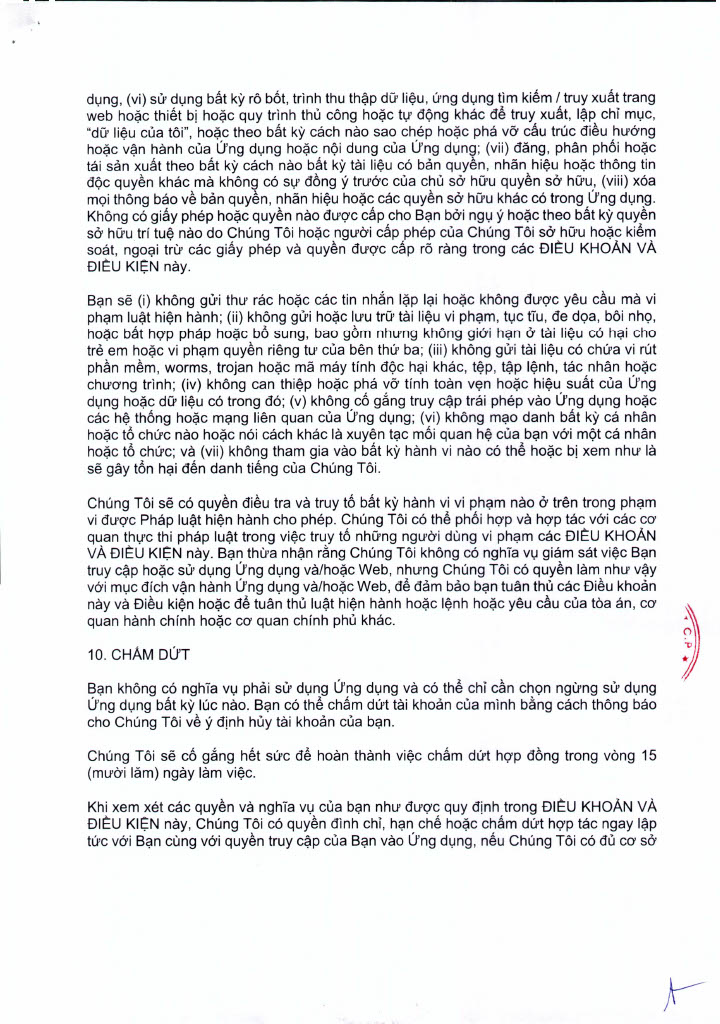 dụng, (vi) sử dụng bất kỳ rô bốt, trình thu thập dữ liệu, ứng dụng tìm kiếm / truy xuất trang
web hoặc thiết bị hoặc quy trình thủ công hoặc tự động khác để truy xuất, lập chỉ mục,
“dữ liệu của tôi”, hoặc theo bất kỳ cách nào sao chép hoặc phá vỡ cấu trúc điều hướng
hoặc vận hành của Ứng dụng hoặc nội dung của Ứng dụng; (vii) đăng, phân phối hoặc
tái sản xuất theo bất kỳ cách nào bất kỳ tài liệu có bản quyền, nhãn hiệu hoặc thông tin
độc quyền khác mà không có sự đồng ý trước của chủ sở hữu quyền sở hữu, (viii) xóa
mọi thông báo về bản quyền, nhãn hiệu hoặc các quyền sở hữu khác có trong Ứng dụng.
Không có giấy phép hoặc quyền nào được cấp cho Bạn bởi ngụ ý hoặc theo bất kỳ quyền
sở hữu trí tuệ nào do Chúng Tôi hoặc người cấp phép của Chúng Tôi sở hữu hoặc kiểm
soát, ngoại trừ các giấy phép và quyền được cấp rõ ràng trong các ĐIỀU KHOẢN VÀ
ĐIỀU KIỆN này.
Bạn sẽ (i) không gửi thư rác hoặc các tin nhắn lặp lại hoặc không được yêu cầu mà vi
phạm luật hiện hành; (ii) không gửi hoặc lưu trữ tài liệu vi phạm, tục tĩu, đe dọa, bôi nhọ,
hoặc bất hợp pháp hoặc bổ sung, bao gồm nhưng không giới hạn ở tài liệu có hại cho
trẻ em hoặc vi phạm quyền riêng tư của bên thứ ba; (iii) không gửi tài liệu có chứa vi rút
phần mềm, worms, trojan hoặc mã máy tính độc hại khác, tệp, tập lệnh, tác nhân hoặc
chương trình; (iv) không can thiệp hoặc phá vỡ tính toàn vẹn hoặc hiệu suất của Ứng
dụng hoặc dữ liệu có trong đó; (v) không cố gắng truy cập trái phép vào Ứng dụng hoặc
các hệ thống hoặc mạng liên quan của Ứng dụng; (vi) không mạo danh bất kỳ cá nhân
hoặc tổ chức nào hoặc nói cách khác là xuyên tạc mối quan hệ của bạn với một cá nhân
hoặc tổ chức; và (vii) không tham gia vào bất kỳ hành vi nào có thể hoặc bị xem như là
sẽ gây tổn hại đến danh tiếng của Chúng Tôi.
Chúng Tôi sẽ có quyền điều tra và truy tố bất kỳ hành vi vi phạm nào ở trên trong phạm
vi được Pháp luật hiện hành cho phép. Chúng Tôi có thể phối hợp và hợp tác với các cơ
quan thực thi pháp luật trong việc truy tố những người dùng vi phạm các ĐIỀU KHOẢN
VÀ ĐIỀU KIỆN này. Bạn thừa nhận rằng Chúng Tôi không có nghĩa vụ giám sát việc Bạn
truy cập hoặc sử dụng Ứng dụng và/hoặc Web, nhưng Chúng Tôi có quyền làm như vậy
với mục đích vận hành Ứng dụng và/hoặc Web, để đảm bảo bạn tuân thủ các Điều khoản
này và Điều kiện hoặc để tuân thủ luật hiện hành hoặc lệnh hoặc yêu cầu của tòa án, cơ
quan hành chính hoặc cơ quan chính phủ khác.
C.P
10. CHẤM DỨT
Bạn không có nghĩa vụ phải sử dụng Ứng dụng và có thể chỉ cần chọn ngừng sử dụng
Ứng dụng bất kỳ lúc nào. Bạn có thể chấm dứt tài khoản của mình bằng cách thông báo
cho Chúng Tôi về ý định hủy tài khoản của bạn.
Chúng Tôi sẽ cố gắng hết sức để hoàn thành việc chấm dứt hợp đồng trong vòng 15
(mười lăm) ngày làm việc.
Khi xem xét các quyền và nghĩa vụ của bạn như được quy định trong ĐIỀU KHOẢN VÀ
ĐIỀU KIỆN này, Chúng Tôi có quyền đình chỉ, hạn chế hoặc chấm dứt hợp tác ngay lập
tức với Bạn cùng với quyền truy cập của Bạn vào Ứng dụng, nếu Chúng Tôi có đủ cơ sở